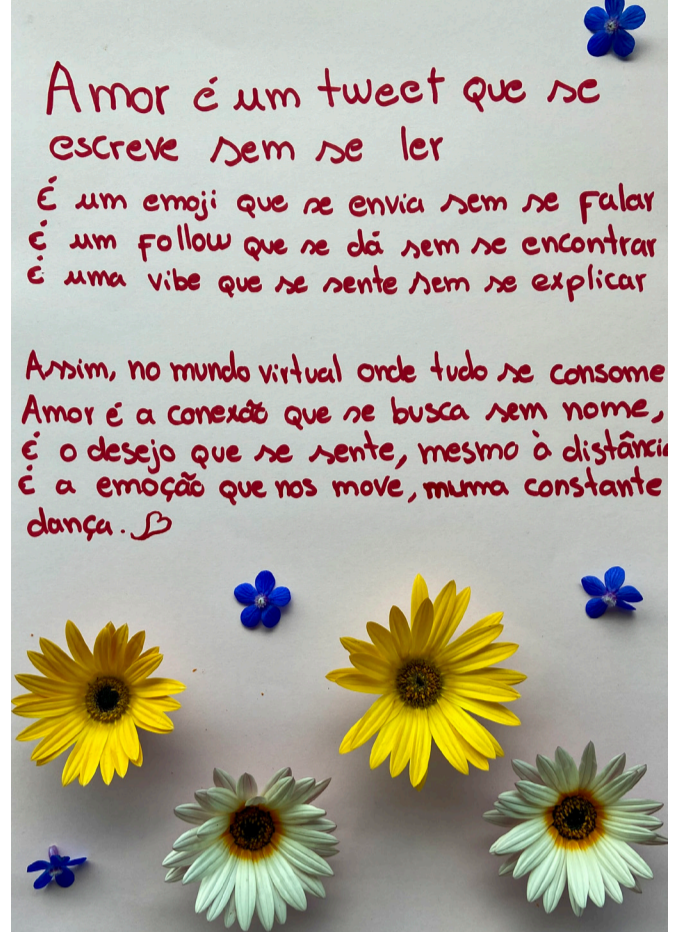 Amor é um tweet que se
escreve sem se ler
É um emoji que se envia sem se falar
É um follow que se dá sem se encontrar
É uma vibe que se sente sem se explicar
Assim, no mundo virtual onde tudo se consome
Amor é a conexão que se busca sem nome,
É o desejo que se sente, mesmo à distância
É a emoção que nos move, numa constante
dança.